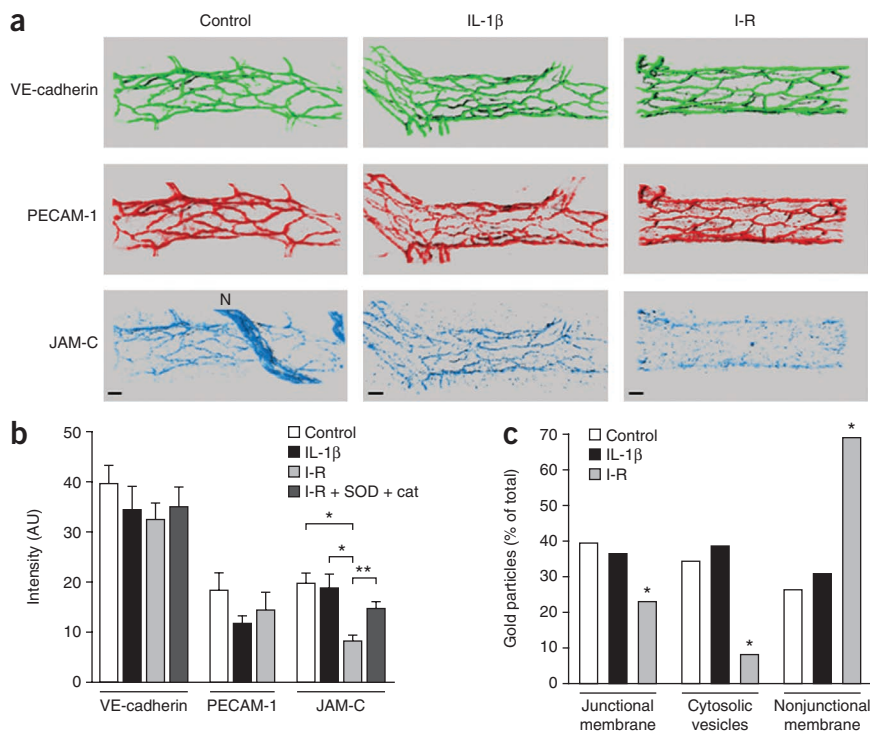 a
Control IL-1β I-R
VE-cadherin
PECAM-1
N
JAM-C
b
50
40
30
20
10
0
Intensity (AU)
Control
IL-1β
I-R
I-R + SOD + cat
*
*
**
VE-cadherin PECAM-1 JAM-C
c
70
60
50
40
30
20
10
0
Gold particles (% of total)
Control
IL-1β
I-R
*
*
*
Junctional membrane
Cytosolic vesicles
Nonjunctional membrane